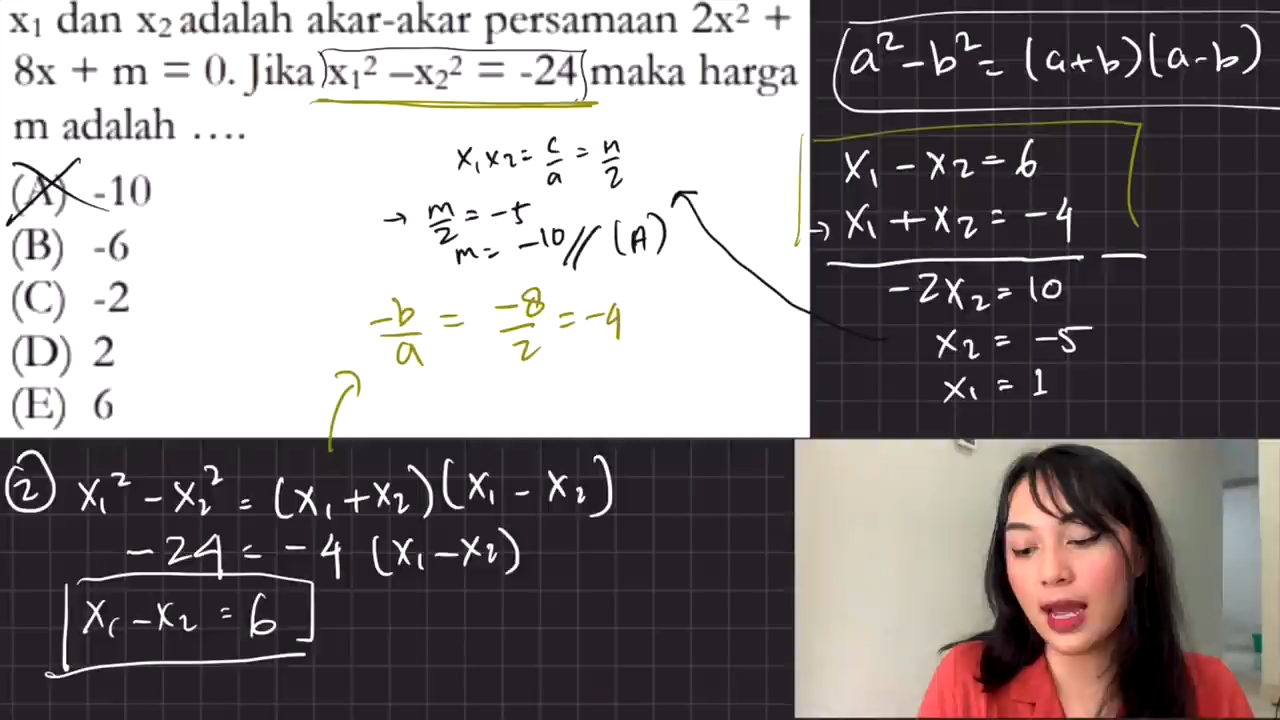 x₁ dan x₂ adalah akar-akar persamaan 2x² +
8x + m = 0. Jika x₁² –x₂² = -24 maka harga
m adalah ....
(A) -10
(B) -6
(C) -2
(D) 2
(E) 6
x₁x₂ = c/a = m/2
→ m/2 = -5
m = -10 // (A)
-b/a = -8/2 = -4
a² - b² = (a+b)(a-b)
x₁ - x₂ = 6
→ x₁ + x₂ = -4
-2x₂ = 10
x₂ = -5
x₁ = 1
② x₁² - x₂² = (x₁+x₂)(x₁ - x₂)
-24 = -4 (x₁-x₂)
x₁ - x₂ = 6